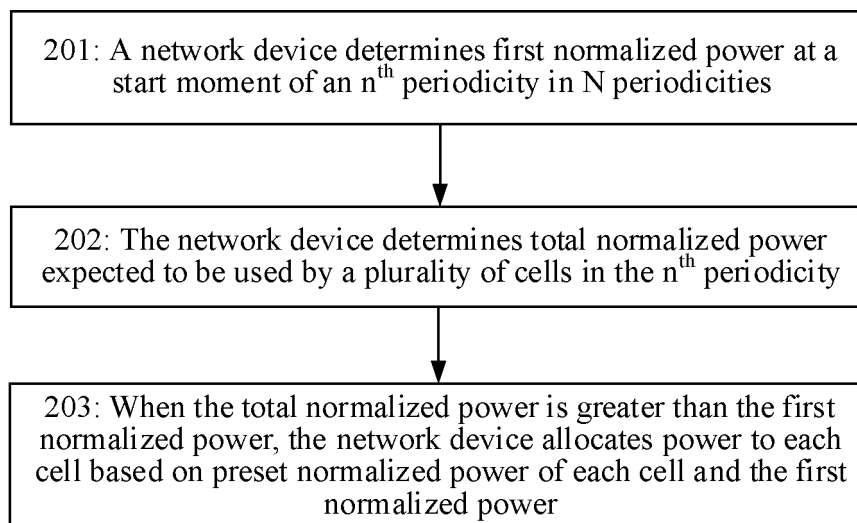 201: A network device determines first normalized power at a
start moment of an nth periodicity in N periodicities
202: The network device determines total normalized power
expected to be used by a plurality of cells in the nth periodicity
203: When the total normalized power is greater than the first
normalized power, the network device allocates power to each
cell based on preset normalized power of each cell and the first
normalized power